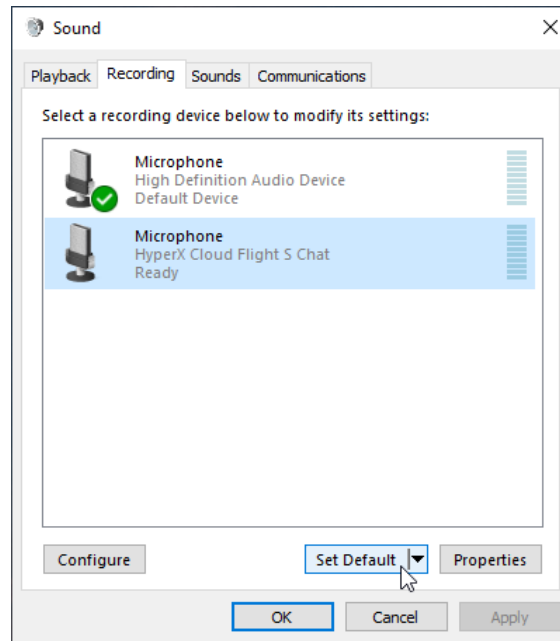 Sound
Playback Recording Sounds Communications
Select a recording device below to modify its settings:
Microphone
High Definition Audio Device
Default Device
Microphone
HyperX Cloud Flight S Chat
Ready
Configure Set Default Properties
OK Cancel Apply